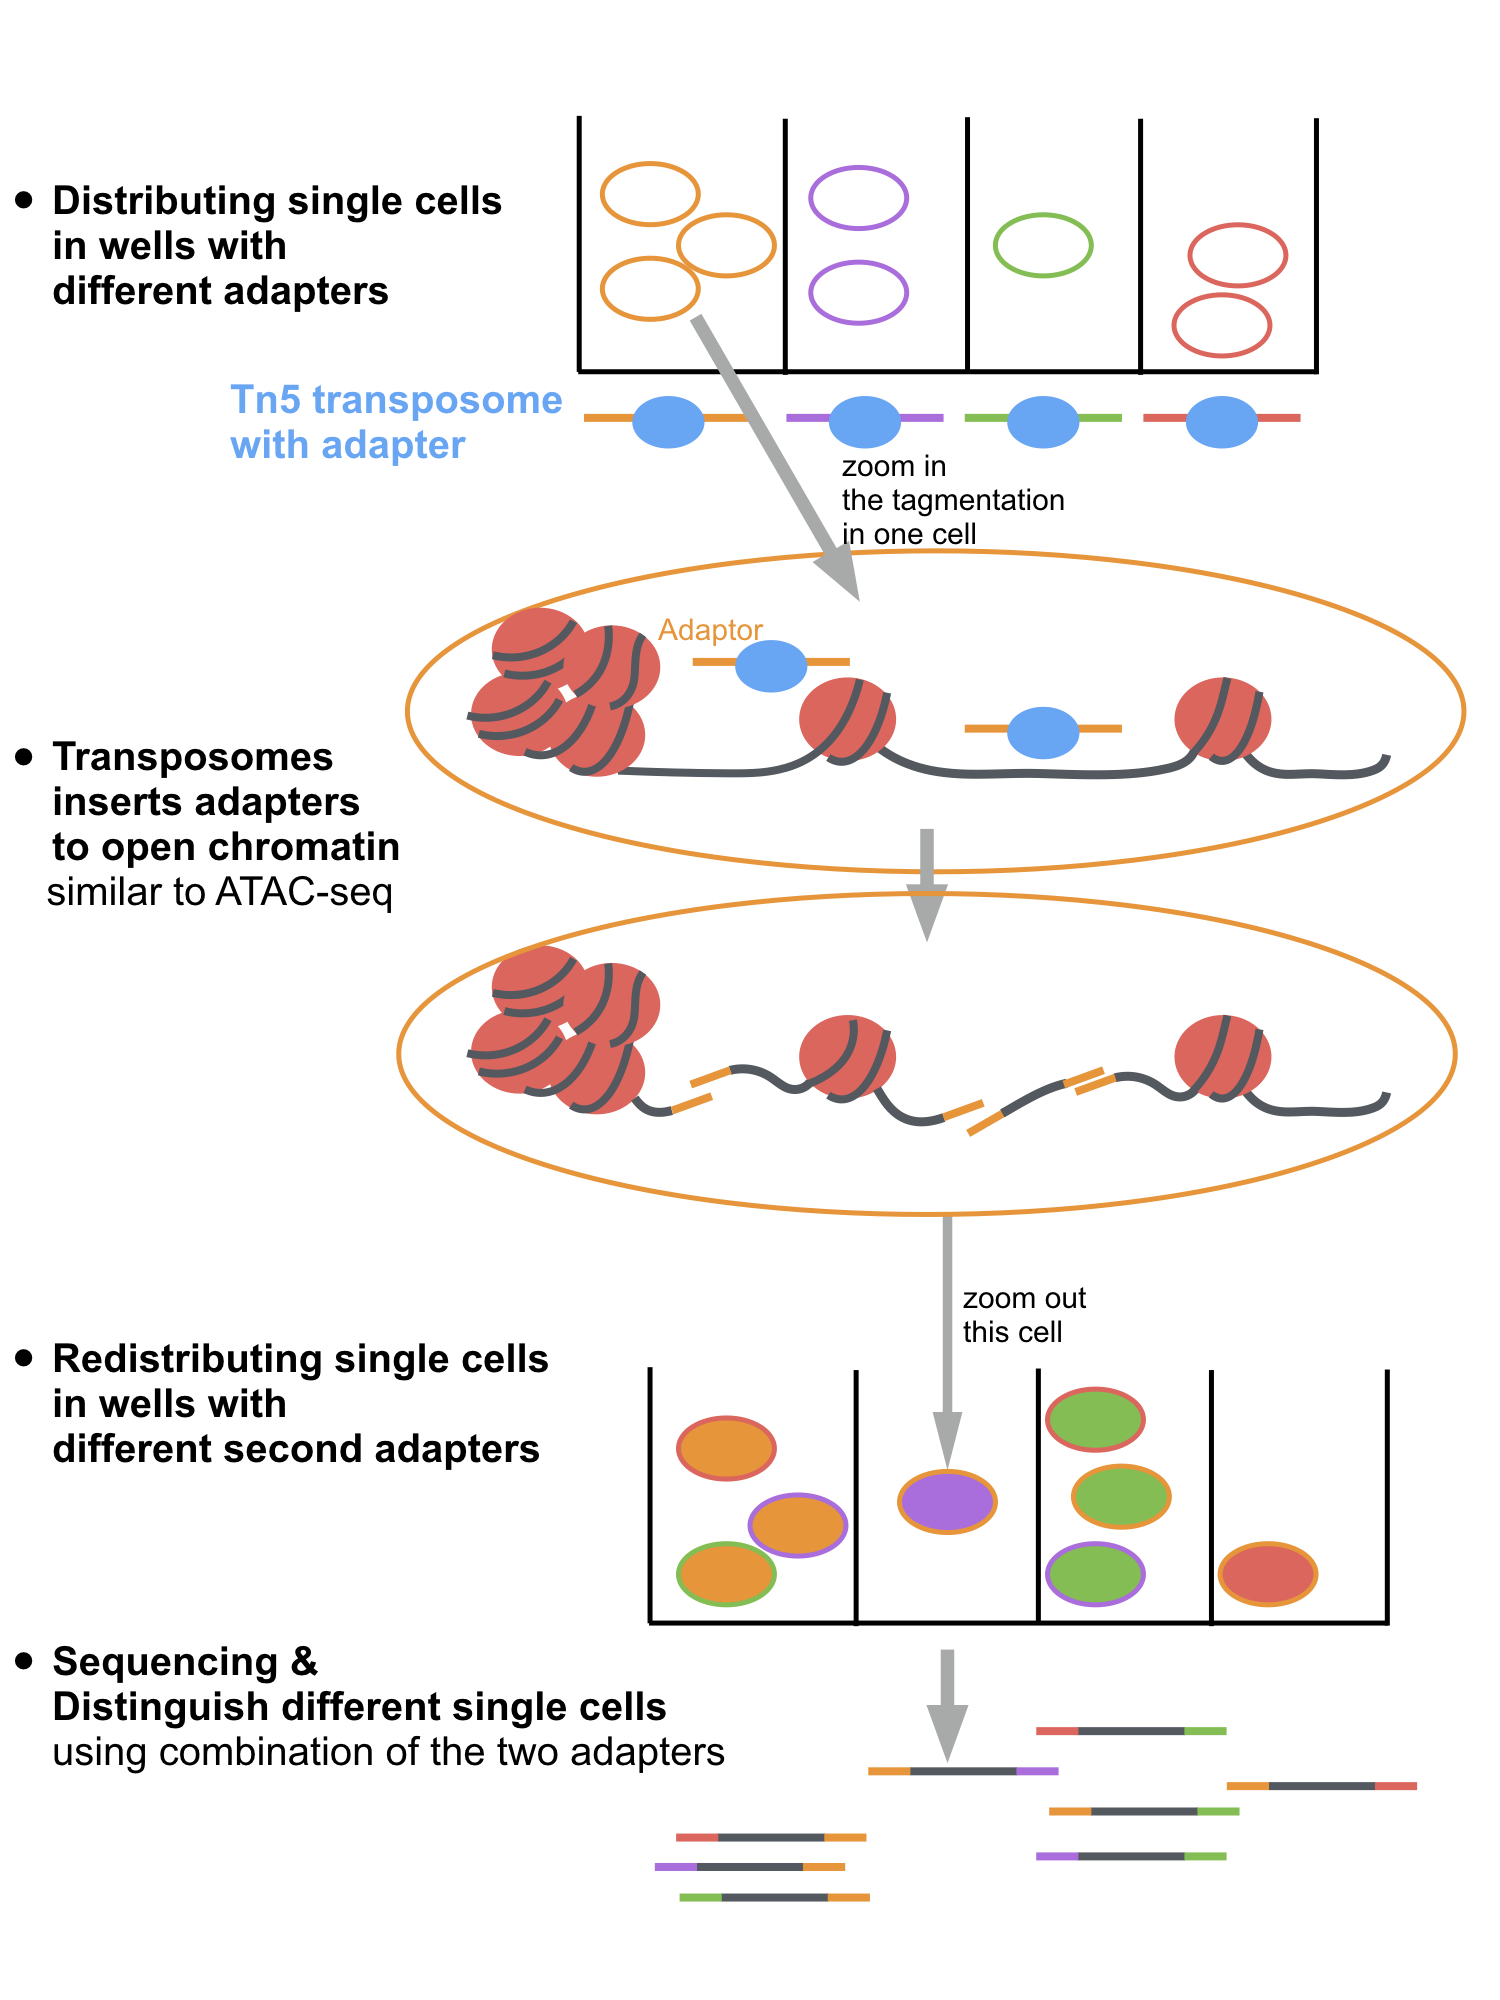 • Distributing single cells
in wells with
different adapters
Tn5 transposome
with adapter
zoom in
the tagmentation
in one cell
Adaptor
• Transposomes
inserts adapters
to open chromatin
similar to ATAC-seq
zoom out
this cell
• Redistributing single cells
in wells with
different second adapters
• Sequencing &
Distinguish different single cells
using combination of the two adapters